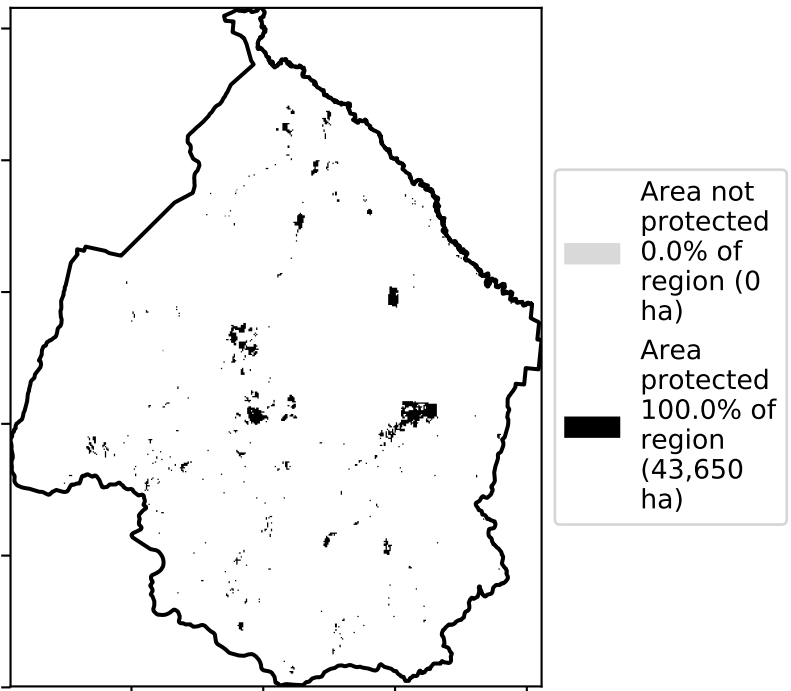 Area not
protected
0.0% of
region (0
ha)
Area
protected
100.0% of
region
(43,650
ha)